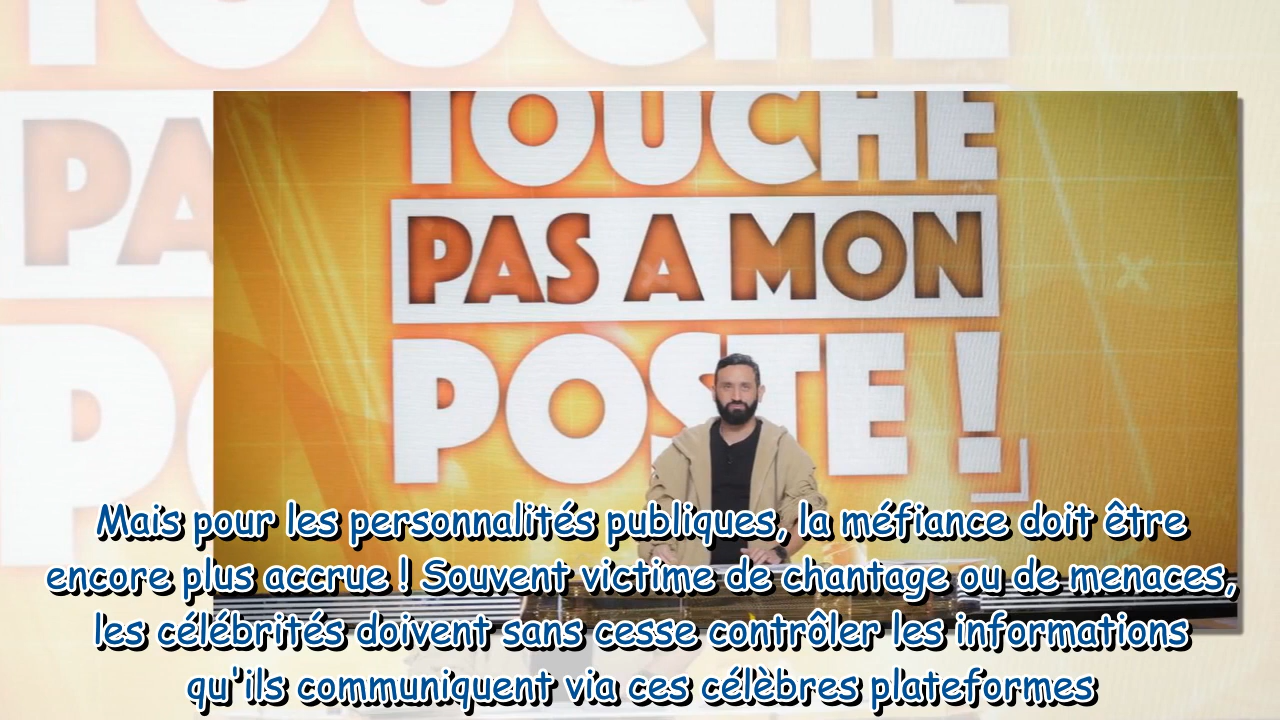 TOUCHE
PAS A MON
POSTE !
Mais pour les personnalités publiques, la méfiance doit être
encore plus accrue ! Souvent victime de chantage ou de menaces,
les célébrités doivent sans cesse contrôler les informations
qu'ils communiquent via ces célèbres plateformes